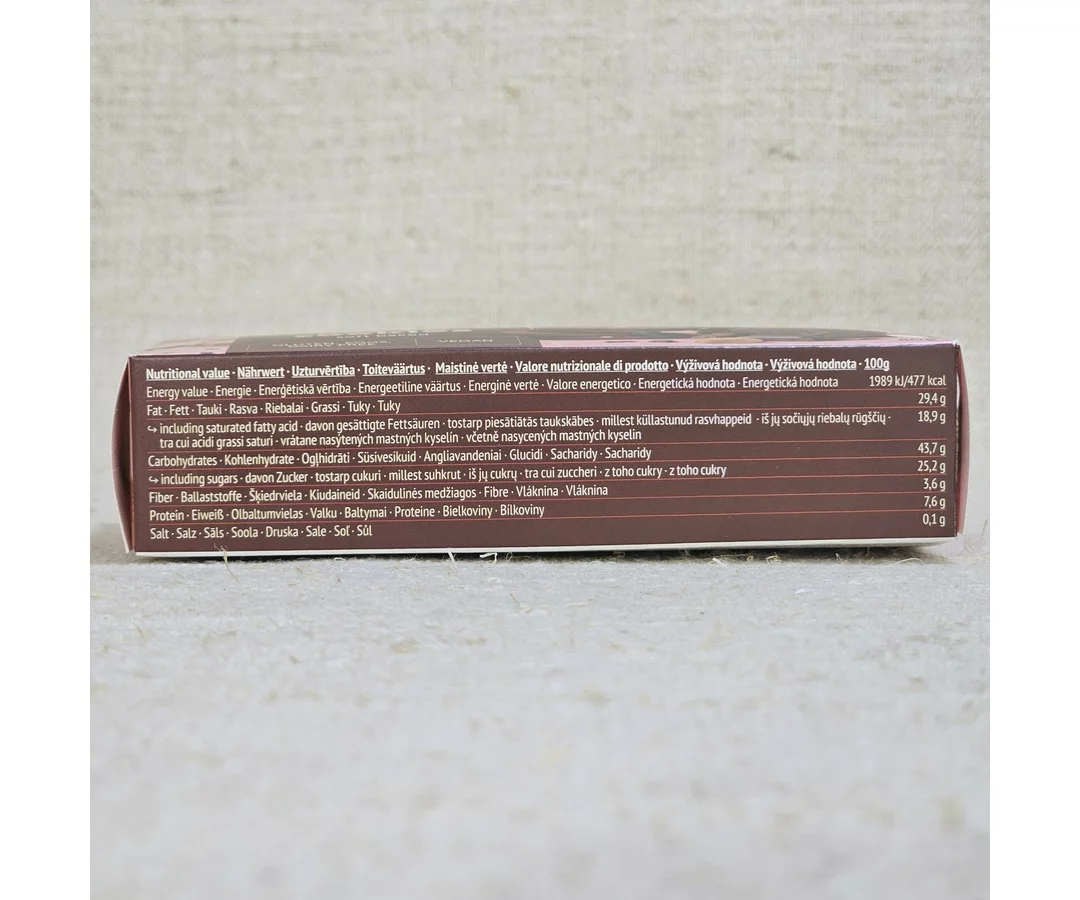 VEGAN
Nutritional value · Nährwert · Uzturvērtība · Toiteväärtus · Maistinė vertė · Valore nutrizionale di prodotto · Výživová hodnota · Výživová hodnota · 100g
Energy value · Energie · Enerģētiskā vērtība · Energeetiline väärtus · Energinė vertė · Valore energetico · Energetická hodnota · Energetická hodnota 1989 kJ/477 kcal
Fat · Fett · Tauki · Rasva · Riebalai · Grassi · Tuky · Tuky 29,4 g
↪ including saturated fatty acid · davon gesättigte Fettsäuren · tostarp piesātiātās taukskābes · millest küllastunud rasvhappeid · iš jų sočiųjų riebalų rūgščių · 18,9 g
tra cui acidi grassi saturi · vrátane nasýtených mastných kyselín · včetně nasycených mastných kyselin
Carbohydrates · Kohlenhydrate · Ogļhidrāti · Süsivesikuid · Angliavandeniai · Glucidi · Sacharidy · Sacharidy 43,7 g
↪ including sugars · davon Zucker · tostarp cukuri · millest suhkrut · iš jų cukrų · tra cui zuccheri · z toho cukry · z toho cukry 25,2 g
Fiber · Ballaststoffe · Šķiedrviela · Kiudaineid · Skaidulinės medžiagos · Fibre · Vláknina · Vláknina 3,6 g
Protein · Eiweiß · Olbaltumvielas · Valku · Baltymai · Proteine · Bielkoviny · Bílkoviny 7,6 g
Salt · Salz · Sāls · Soola · Druska · Sale · Soľ · Sůl 0,1 g